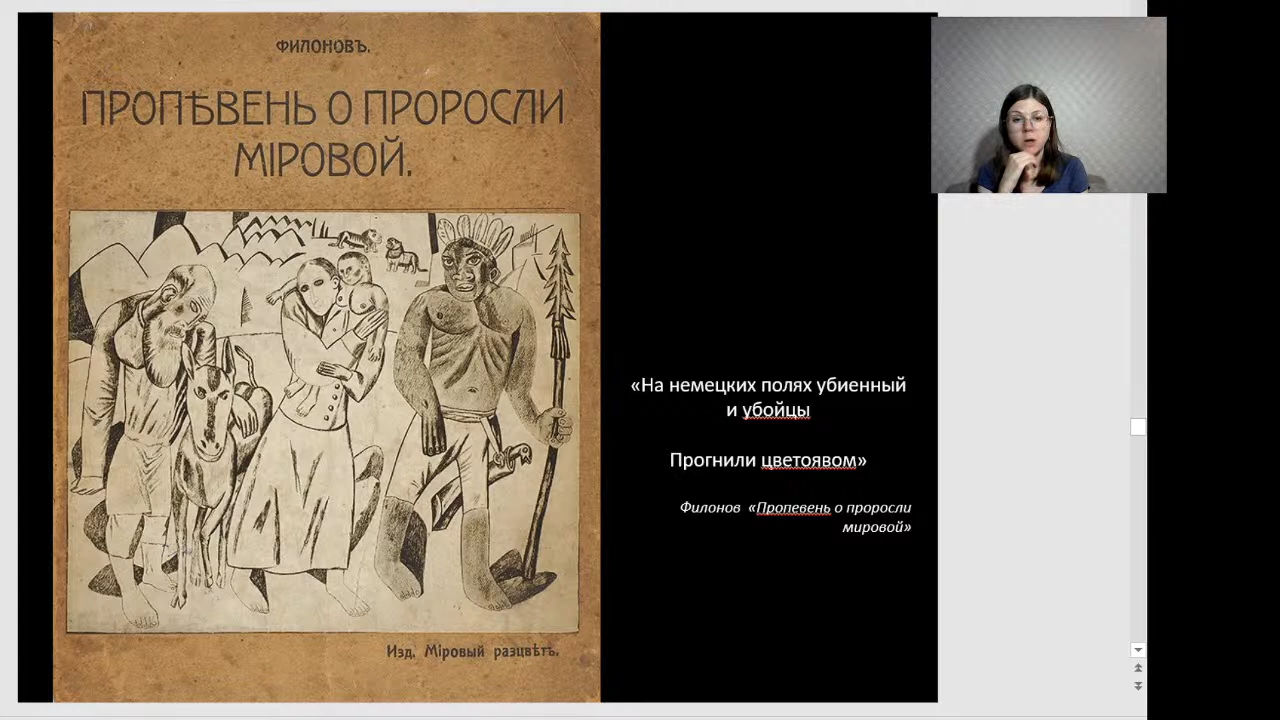 ФИЛОНОВЪ.
ПРОПѢВЕНЬ О ПРОРОСЛИ
МІРОВОЙ.
Изд. Міровый разцвѣтъ.
«На немецких полях убиенный
и убойцы
Прогнили цветоявом»
Филонов «Пропевень о проросли
мировой»